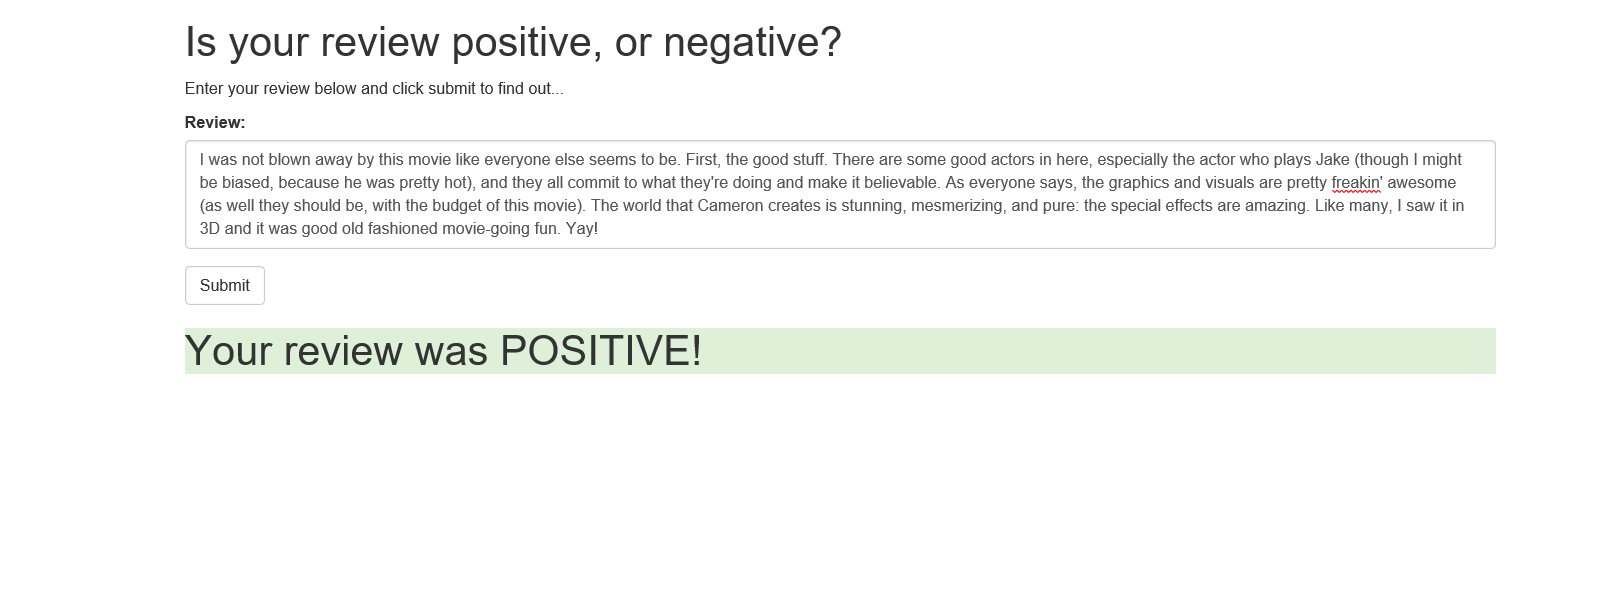 Is your review positive, or negative?
Enter your review below and click submit to find out...
Review:
I was not blown away by this movie like everyone else seems to be. First, the good stuff. There are some good actors in here, especially the actor who plays Jake (though I might
be biased, because he was pretty hot), and they all commit to what they're doing and make it believable. As everyone says, the graphics and visuals are pretty freakin' awesome
(as well they should be, with the budget of this movie). The world that Cameron creates is stunning, mesmerizing, and pure: the special effects are amazing. Like many, I saw it in
3D and it was good old fashioned movie-going fun. Yay!
Submit
Your review was POSITIVE!